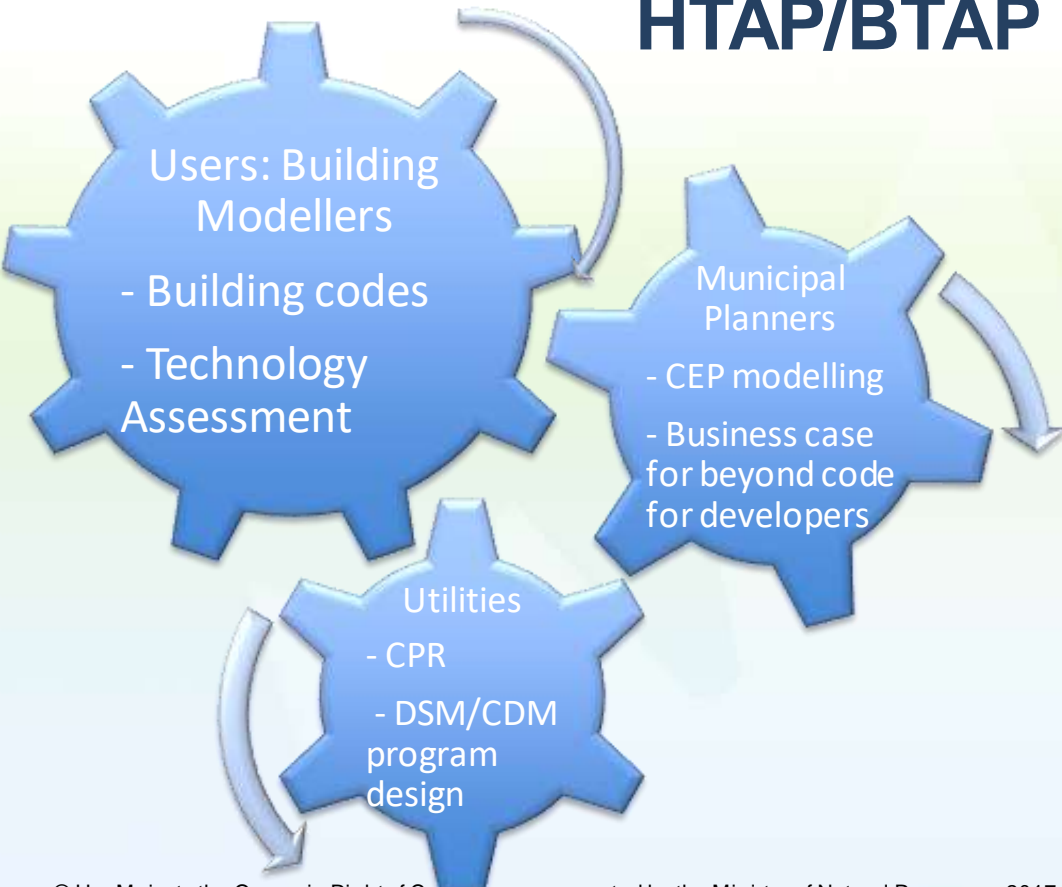 HTAP/BTAP
Users: Building
Modellers
- Building codes
- Technology
Assessment
Municipal
Planners
- CEP modelling
- Business case
for beyond code
for developers
Utilities
- CPR
- DSM/CDM
program
design